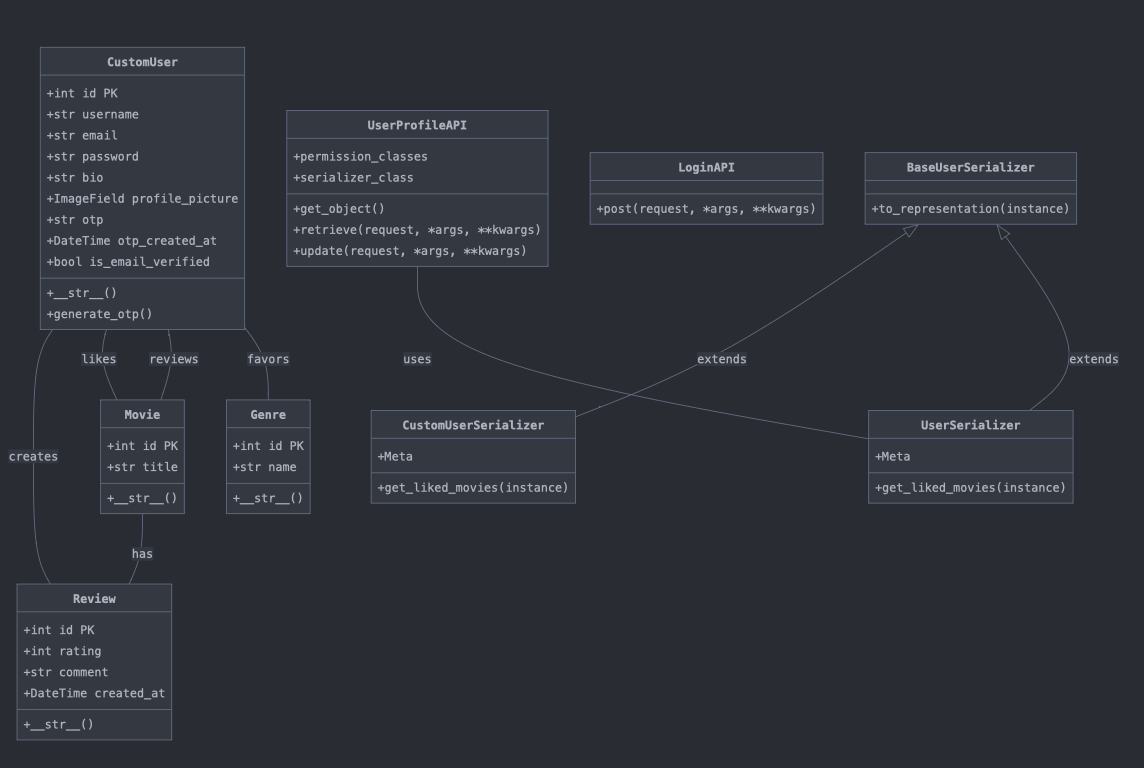 CustomUser
+int id PK
+str username
+str email
+str password
+str bio
+ImageField profile_picture
+str otp
+DateTime otp_created_at
+bool is_email_verified
+__str__()
+generate_otp()
UserProfileAPI
+permission_classes
+serializer_class
+get_object()
+retrieve(request, *args, **kwargs)
+update(request, *args, **kwargs)
LoginAPI
+post(request, *args, **kwargs)
BaseUserSerializer
+to_representation(instance)
likes
reviews
favors
uses
extends
extends
creates
Movie
+int id PK
+str title
+__str__()
Genre
+int id PK
+str name
+__str__()
CustomUserSerializer
+Meta
+get_liked_movies(instance)
UserSerializer
+Meta
+get_liked_movies(instance)
has
Review
+int id PK
+int rating
+str comment
+DateTime created_at
+__str__()